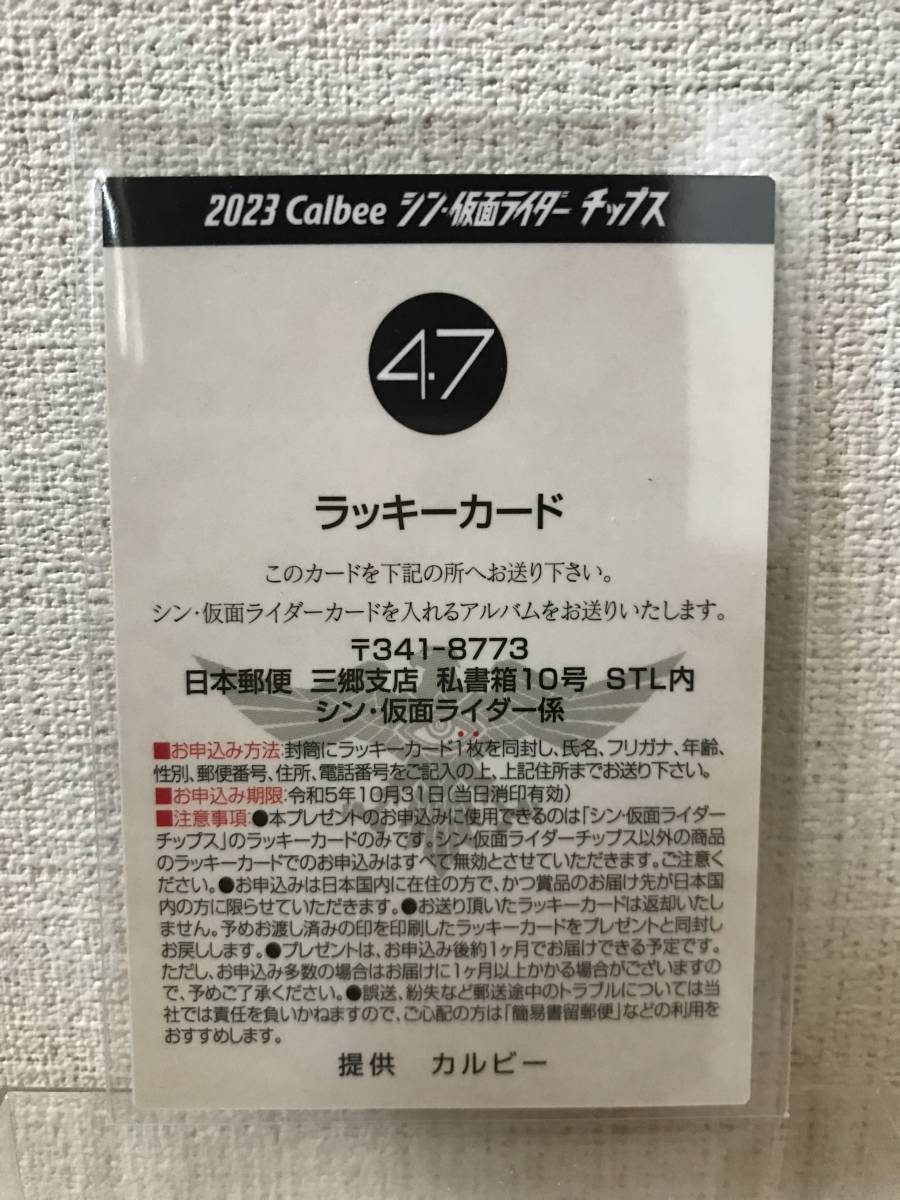 2023 Calbee シン・仮面ライダー チップス
47
ラッキーカード
このカードを下記の所へお送り下さい。
シン・仮面ライダーカードを入れるアルバムをお送りいたします。
〒341-8773
日本郵便 三郷支店 私書箱10号 STL内
シン・仮面ライダー係
■お申込み方法:封筒にラッキーカード1枚を同封し、氏名、フリガナ、年齢、
性別、郵便番号、住所、電話番号をご記入の上、上記住所までお送り下さい。
■お申込み期限:令和5年10月31日(当日消印有効)
■注意事項:●本プレゼントのお申込みに使用できるのは「シン・仮面ライダー
チップス」のラッキーカードのみです。シン・仮面ライダーチップス以外の商品
のラッキーカードでのお申込みはすべて無効とさせていただきます。ご注意く
ださい。●お申込みは日本国内に在住の方で、かつ賞品のお届け先が日本国
内の方に限らせていただきます。●お送り頂いたラッキーカードは返却いたし
ません。予めお渡し済みの印を印刷したラッキーカードをプレゼントと同封し
お戻しします。●プレゼントは、お申込み後約1ヶ月でお届けできる予定です。
ただし、お申込み多数の場合はお届けに1ヶ月以上かかる場合がございますの
で、予めご了承ください。●誤送、紛失など郵送途中のトラブルについては当
社では責任を負いかねますので、ご心配の方は「簡易書留郵便」などの利用を
おすすめします。
提供 カルビー